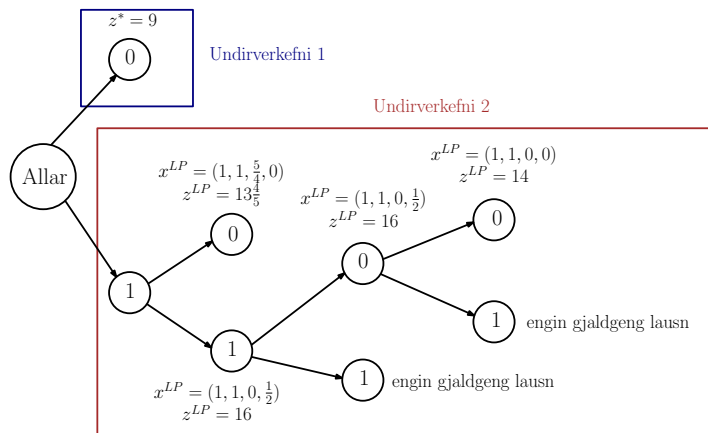 z* = 9
0
Undirverkefni 1
Undirverkefni 2
Allar
x^{LP} = (1, 1, 5/4, 0)
z^{LP} = 13 4/5
0
x^{LP} = (1, 1, 0, 1/2)
z^{LP} = 16
0
x^{LP} = (1, 1, 0, 0)
z^{LP} = 14
0
1
1
1
engin gjaldgeng lausn
1
engin gjaldgeng lausn
x^{LP} = (1, 1, 0, 1/2)
z^{LP} = 16